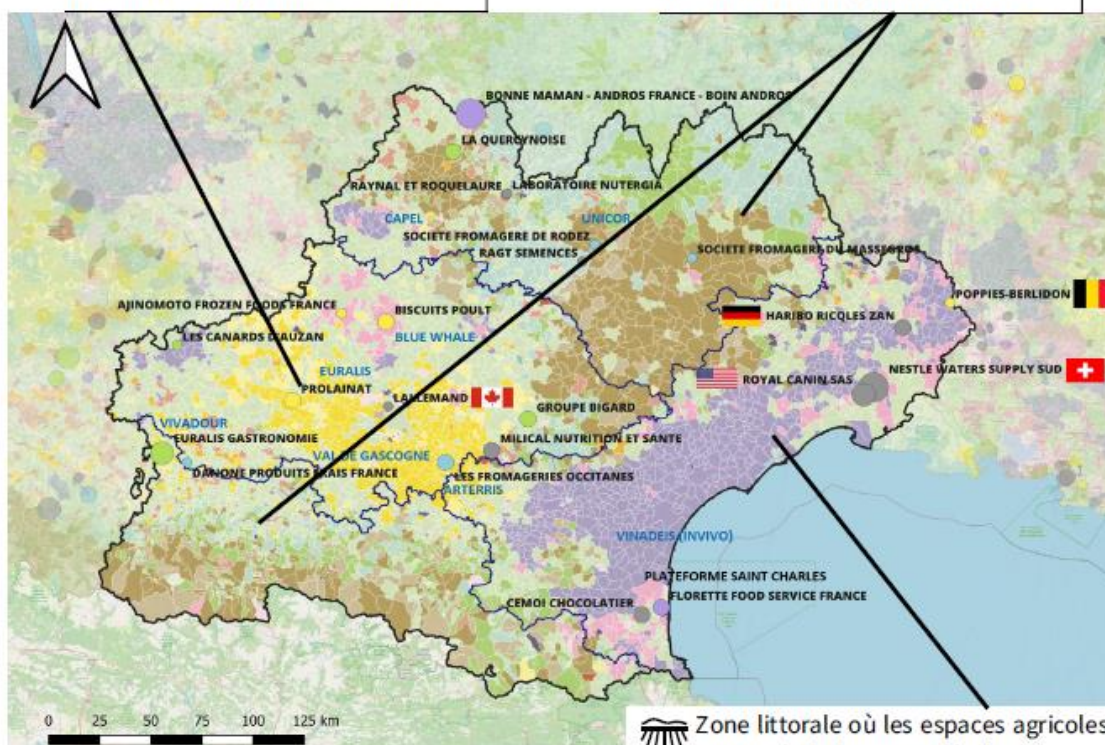 BONNE MAMAN - ANDROS FRANCE - BOIN ANDROS
LA QUERCYNOISE
RAYNAL ET ROQUELAURE
LABORATOIRE NUTERGIA
CAPEL
UNICOR
SOCIETE FROMAGERE DE RODEZ
RAGT SEMENCES
SOCIETE FROMAGERE DU MASSEGROS
POPPIES-BERLIDON
AJINOMOTO FROZEN FOODS FRANCE
BISCUITS POULT
HARIBO RICQLES ZAN
LES CANARDS D'AUZAN
BLUE WHALE
EURALIS
NESTLE WATERS SUPPLY SUD
ROYAL CANIN SAS
PROLAINAT
LALLEMAND
GROUPE BIGARD
VIVADOUR
EURALIS GASTRONOMIE
MILICAL NUTRITION ET SANTE
VAL DE GASCOGNE
DANONE PRODUITS FRAIS FRANCE
LES FROMAGERIES OCCITANES
ARTERRIS
VINADEIS (INVIVO)
PLATEFORME SAINT CHARLES
CEMOI CHOCOLATIER
FLORETTE FOOD SERVICE FRANCE
0 25 50 75 100 125 km
Zone littorale où les espaces agricoles